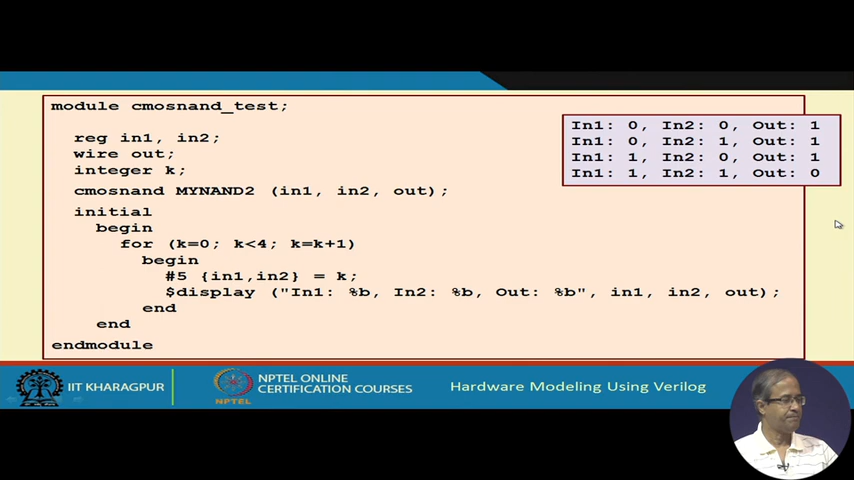 module cmosnand_test;
reg in1, in2;
wire out;
integer k;
cmosnand MYNAND2 (in1, in2, out);
initial
begin
for (k=0; k<4; k=k+1)
begin
#5 {in1,in2} = k;
$display ("In1: %b, In2: %b, Out: %b", in1, in2, out);
end
end
endmodule
In1: 0, In2: 0, Out: 1
In1: 0, In2: 1, Out: 1
In1: 1, In2: 0, Out: 1
In1: 1, In2: 1, Out: 0
IIT KHARAGPUR
NPTEL
NPTEL ONLINE
CERTIFICATION COURSES
Hardware Modeling Using Verilog